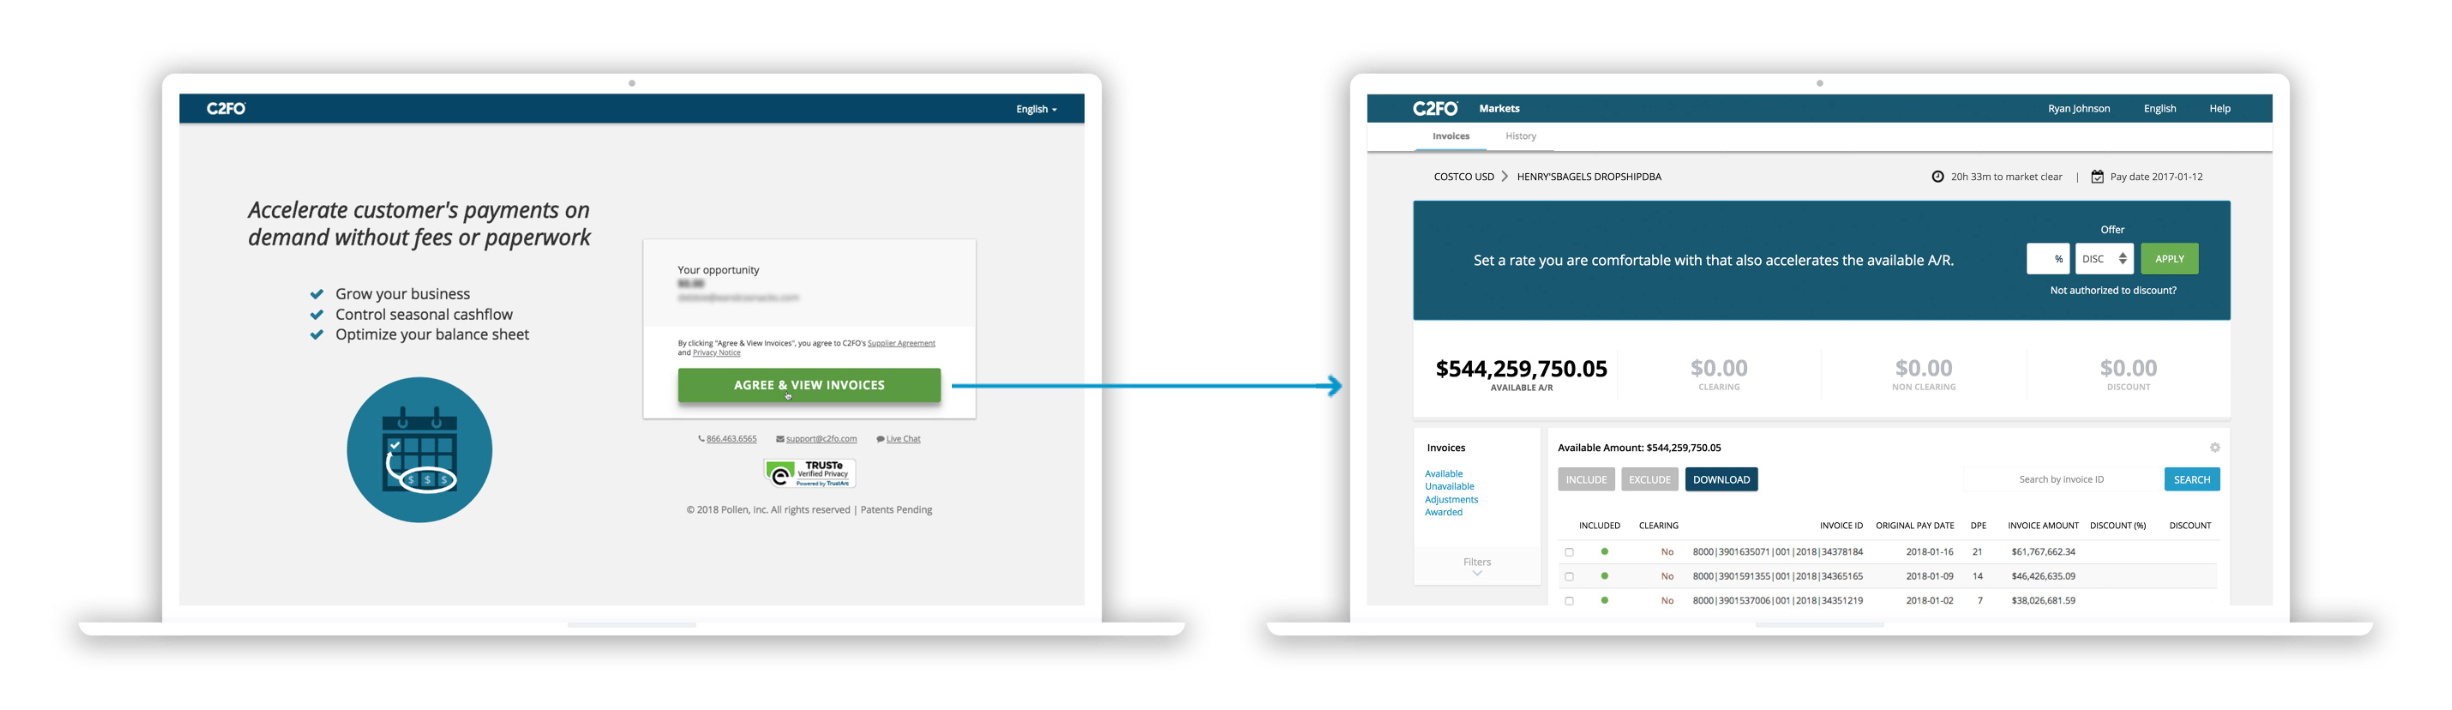 C2FO
English
Accelerate customer's payments on
demand without fees or paperwork
Grow your business
Control seasonal cashflow
Optimize your balance sheet
Your opportunity
By clicking "Agree & View Invoices", you agree to C2FO's Supplier Agreement
and Privacy Notice
AGREE & VIEW INVOICES
866.463.6565 support@c2fo.com Live Chat
TRUSTe
Verified Privacy
Powered by TrustArc
© 2018 Pollen, Inc. All rights reserved | Patents Pending
C2FO Markets Ryan Johnson English Help
Invoices History
COSTCO USD HENRY'SBAGELS DROPSHIPDBA 20h 33m to market clear | Pay date 2017-01-12
Offer
Set a rate you are comfortable with that also accelerates the available A/R. % DISC APPLY
Not authorized to discount?
$544,259,750.05 $0.00 $0.00 $0.00
AVAILABLE A/R CLEARING NON CLEARING DISCOUNT
Invoices
Available
Unavailable
Adjustments
Awarded
Filters
Available Amount: $544,259,750.05
INCLUDE EXCLUDE DOWNLOAD Search by Invoice ID SEARCH
INCLUDED CLEARING INVOICE ID ORIGINAL PAY DATE DPE INVOICE AMOUNT DISCOUNT (%) DISCOUNT
No 8000|3901635071|001|2018|34378184 2018-01-16 21 $61,767,662.34
No 8000|3901591355|001|2018|34365165 2018-01-09 14 $46,426,635.09
No 8000|3901537006|001|2018|34351219 2018-01-02 7 $38,026,681.59